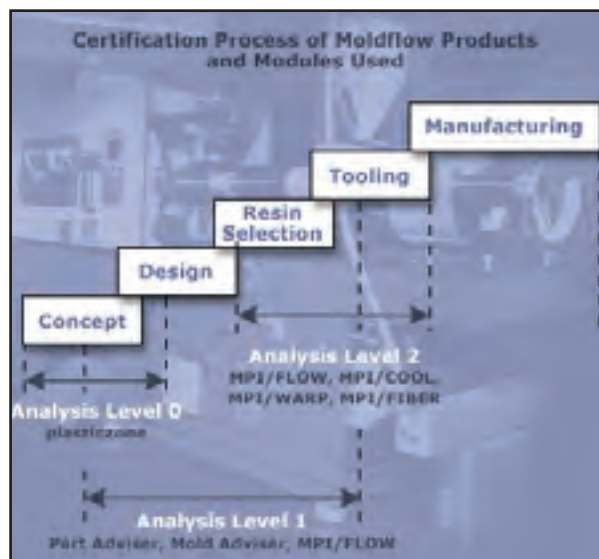 Certification Process of Moldflow Products
and Modules Used
Manufacturing
Tooling
Resin
Selection
Design
Concept
Analysis Level 2
MPI/FLOW, MPI/COOL,
MPI/WARP, MPI/FIBER
Analysis Level 0
plasticzone
Analysis Level 1
Part Adviser, Mold Adviser, MPI/FLOW